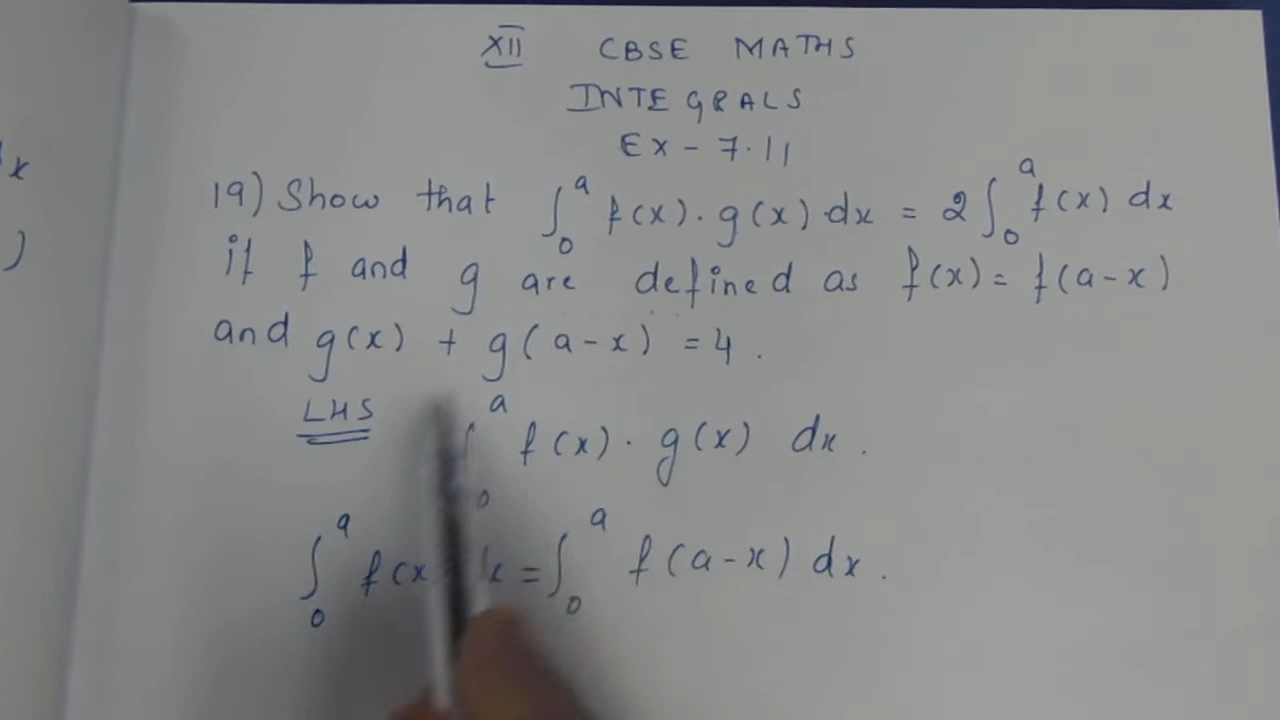 x
)
XII CBSE MATHS
INTEGRALS
Ex - 7.11
19) Show that ∫₀ᵃ f(x) · g(x) dx = 2∫₀ᵃ f(x) dx
if f and g are defined as f(x) = f(a-x)
and g(x) + g(a-x) = 4 .
LHS ∫₀ᵃ f(x) · g(x) dx .
∫₀ᵃ f(x = ∫₀ᵃ f(a-x) dx .